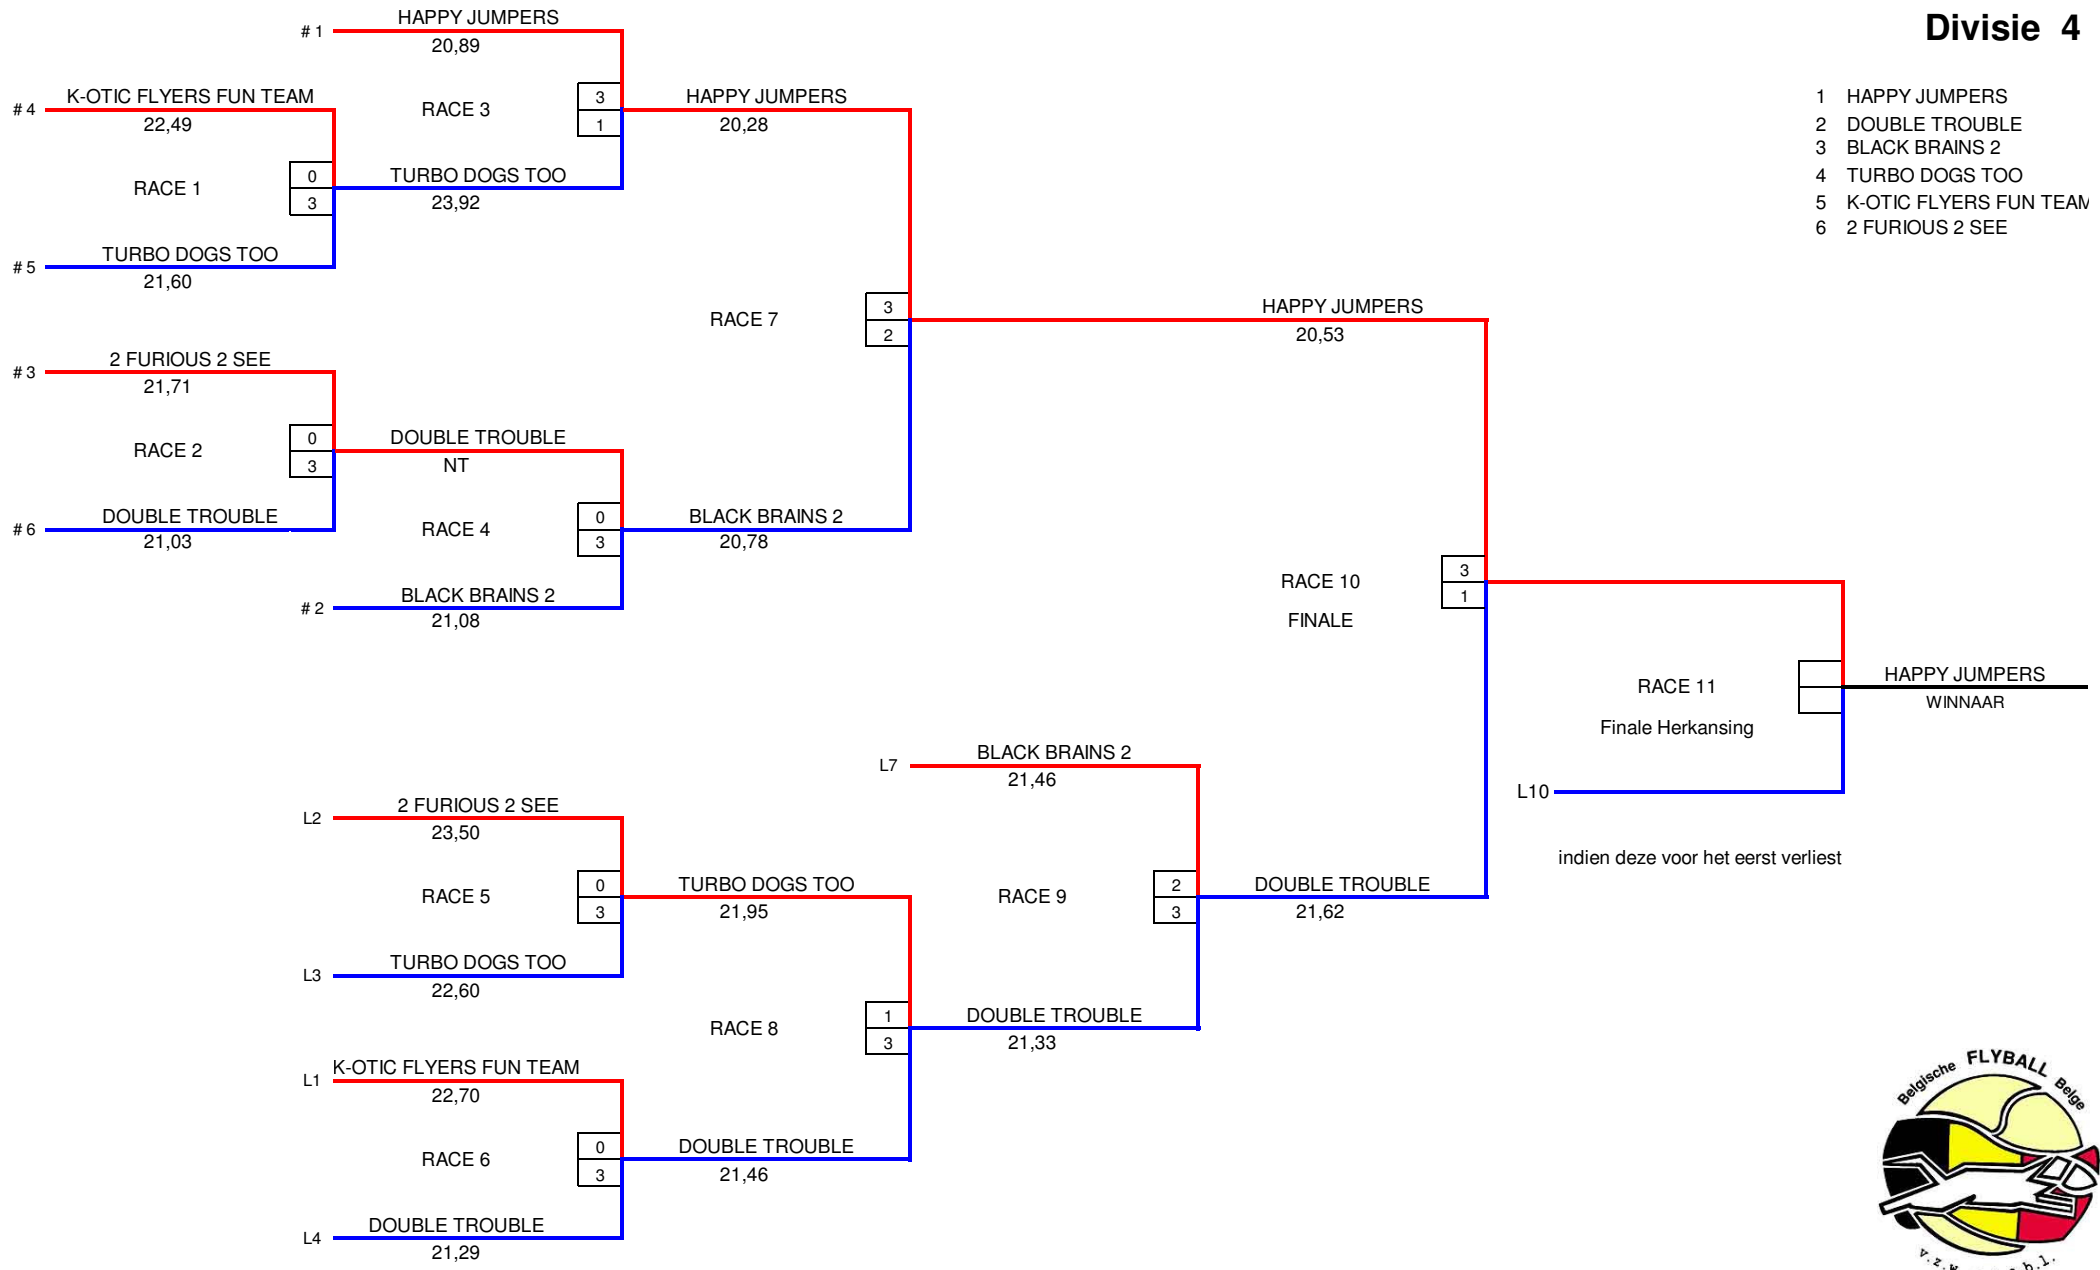 Divisie 4
1 HAPPY JUMPERS
2 DOUBLE TROUBLE
3 BLACK BRAINS 2
4 TURBO DOGS TOO
5 K-OTIC FLYERS FUN TEAM
6 2 FURIOUS 2 SEE
# 1 HAPPY JUMPERS
20,89
# 4 K-OTIC FLYERS FUN TEAM
22,49
RACE 3
3
1
HAPPY JUMPERS
20,28
RACE 1
0
3
TURBO DOGS TOO
23,92
# 5 TURBO DOGS TOO
21,60
RACE 7
3
2
HAPPY JUMPERS
20,53
# 3 2 FURIOUS 2 SEE
21,71
RACE 2
0
3
DOUBLE TROUBLE
NT
# 6 DOUBLE TROUBLE
21,03
RACE 4
0
3
BLACK BRAINS 2
20,78
# 2 BLACK BRAINS 2
21,08
RACE 10
FINALE
3
1
RACE 11
Finale Herkansing
HAPPY JUMPERS
WINNAAR
L10
indien deze voor het eerst verliest
L7 BLACK BRAINS 2
21,46
L2 2 FURIOUS 2 SEE
23,50
RACE 5
0
3
TURBO DOGS TOO
21,95
RACE 9
2
3
DOUBLE TROUBLE
21,62
L3 TURBO DOGS TOO
22,60
RACE 8
1
3
DOUBLE TROUBLE
21,33
L1 K-OTIC FLYERS FUN TEAM
22,70
RACE 6
0
3
DOUBLE TROUBLE
21,46
L4 DOUBLE TROUBLE
21,29
Belgische FLYBALL Belge
v.z.w.